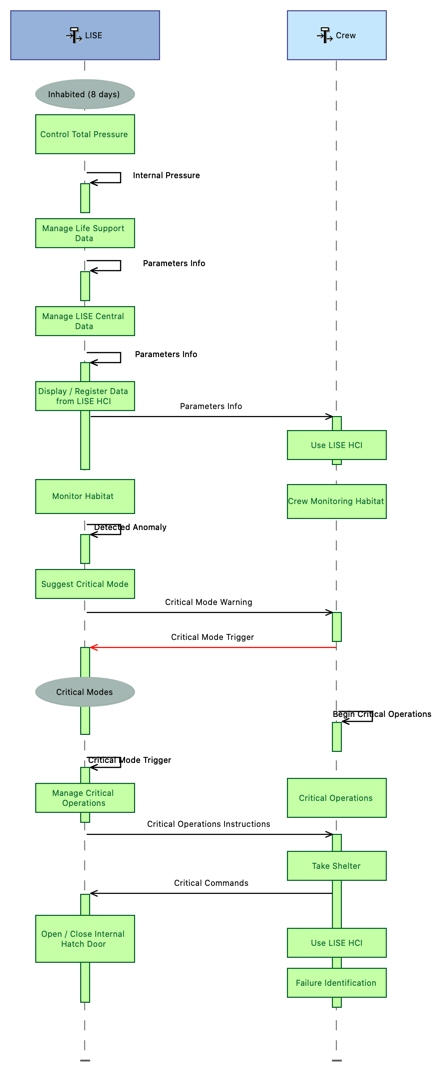 LISE
Crew
Inhabited (8 days)
Control Total Pressure
Internal Pressure
Manage Life Support
Data
Parameters Info
Manage LISE Central
Data
Parameters Info
Display / Register Data
from LISE HCI
Parameters Info
Use LISE HCI
Monitor Habitat
Crew Monitoring Habitat
Detected Anomaly
Suggest Critical Mode
Critical Mode Warning
Critical Mode Trigger
Critical Modes
Begin Critical Operations
Critical Mode Trigger
Manage Critical
Operations
Critical Operations
Critical Operations Instructions
Take Shelter
Critical Commands
Open / Close Internal
Hatch Door
Use LISE HCI
Failure Identification